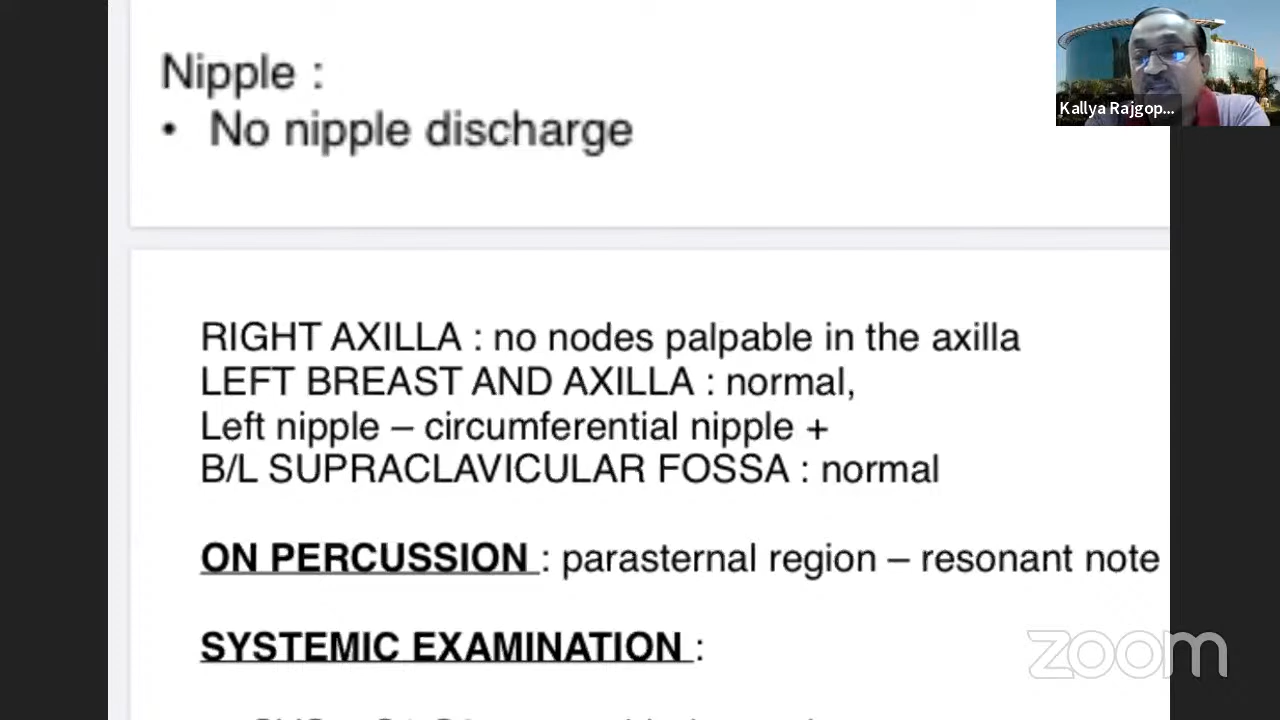 Nipple :
• No nipple discharge
Kallya Rajgop...
RIGHT AXILLA : no nodes palpable in the axilla
LEFT BREAST AND AXILLA : normal,
Left nipple – circumferential nipple +
B/L SUPRACLAVICULAR FOSSA : normal
ON PERCUSSION : parasternal region – resonant note
SYSTEMIC EXAMINATION :
zoom